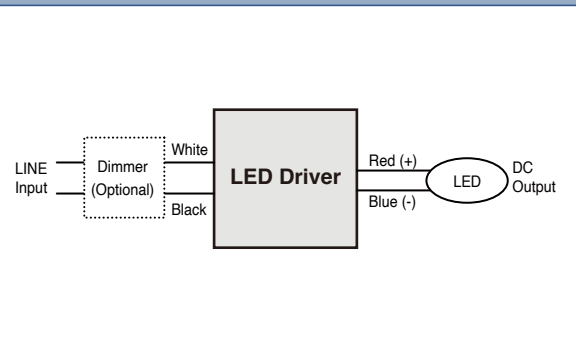 LINE
Input
Dimmer
(Optional)
White
Black
LED Driver
Red (+)
Blue (-)
LED
DC
Output